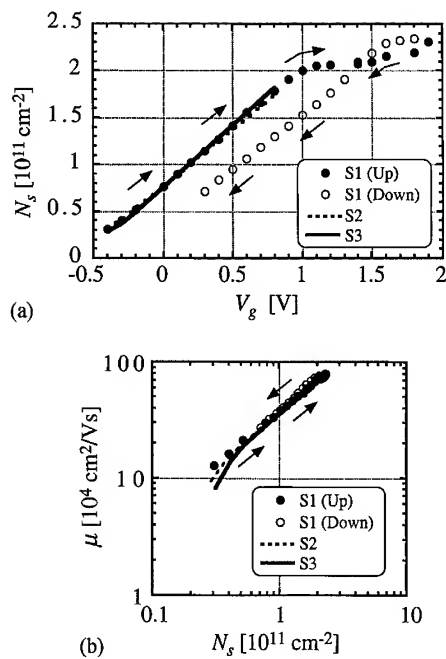 2.5
2
1.5
1
0.5
0
N_s [10^11 cm^-2]
-0.5 0 0.5 1 1.5 2
V_g [V]
S1 (Up)
S1 (Down)
S2
S3
(a)
100
10
1
μ [10^4 cm^2/Vs]
0.1 1 10
N_s [10^11 cm^-2]
S1 (Up)
S1 (Down)
S2
S3
(b)